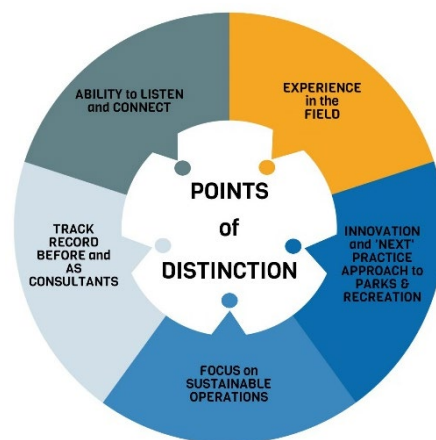 ABILITY to LISTEN
and CONNECT
EXPERIENCE
in the
FIELD
POINTS
of
DISTINCTION
TRACK
RECORD
BEFORE and
AS
CONSULTANTS
INNOVATION
and 'NEXT'
PRACTICE
APPROACH to
PARKS &
RECREATION
FOCUS on
SUSTAINABLE
OPERATIONS